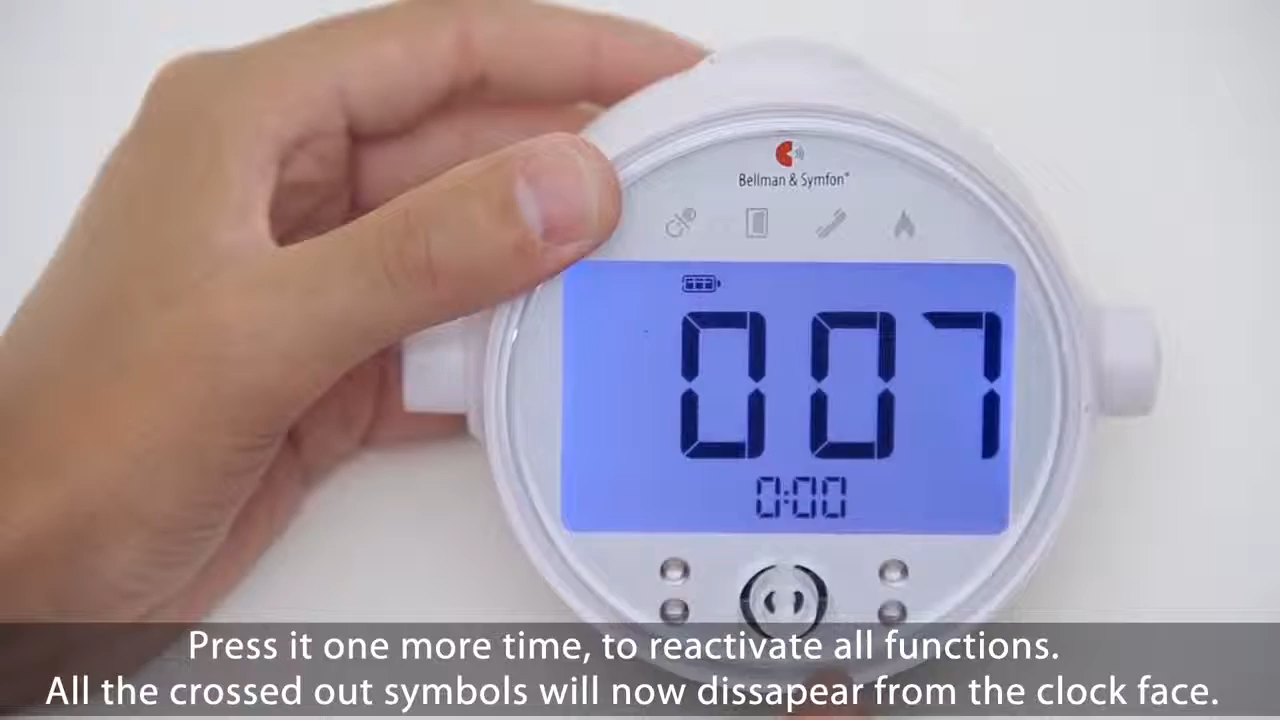 Bellman & Symfon®
007
0:00
Press it one more time, to reactivate all functions.
All the crossed out symbols will now dissapear from the clock face.